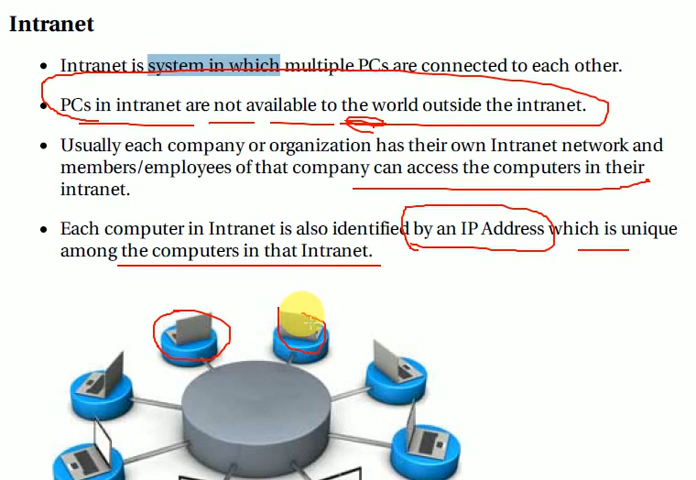 Intranet
• Intranet is system in which multiple PCs are connected to each other.
• PCs in intranet are not available to the world outside the intranet.
• Usually each company or organization has their own Intranet network and
members/employees of that company can access the computers in their
intranet.
• Each computer in Intranet is also identified by an IP Address which is unique
among the computers in that Intranet.